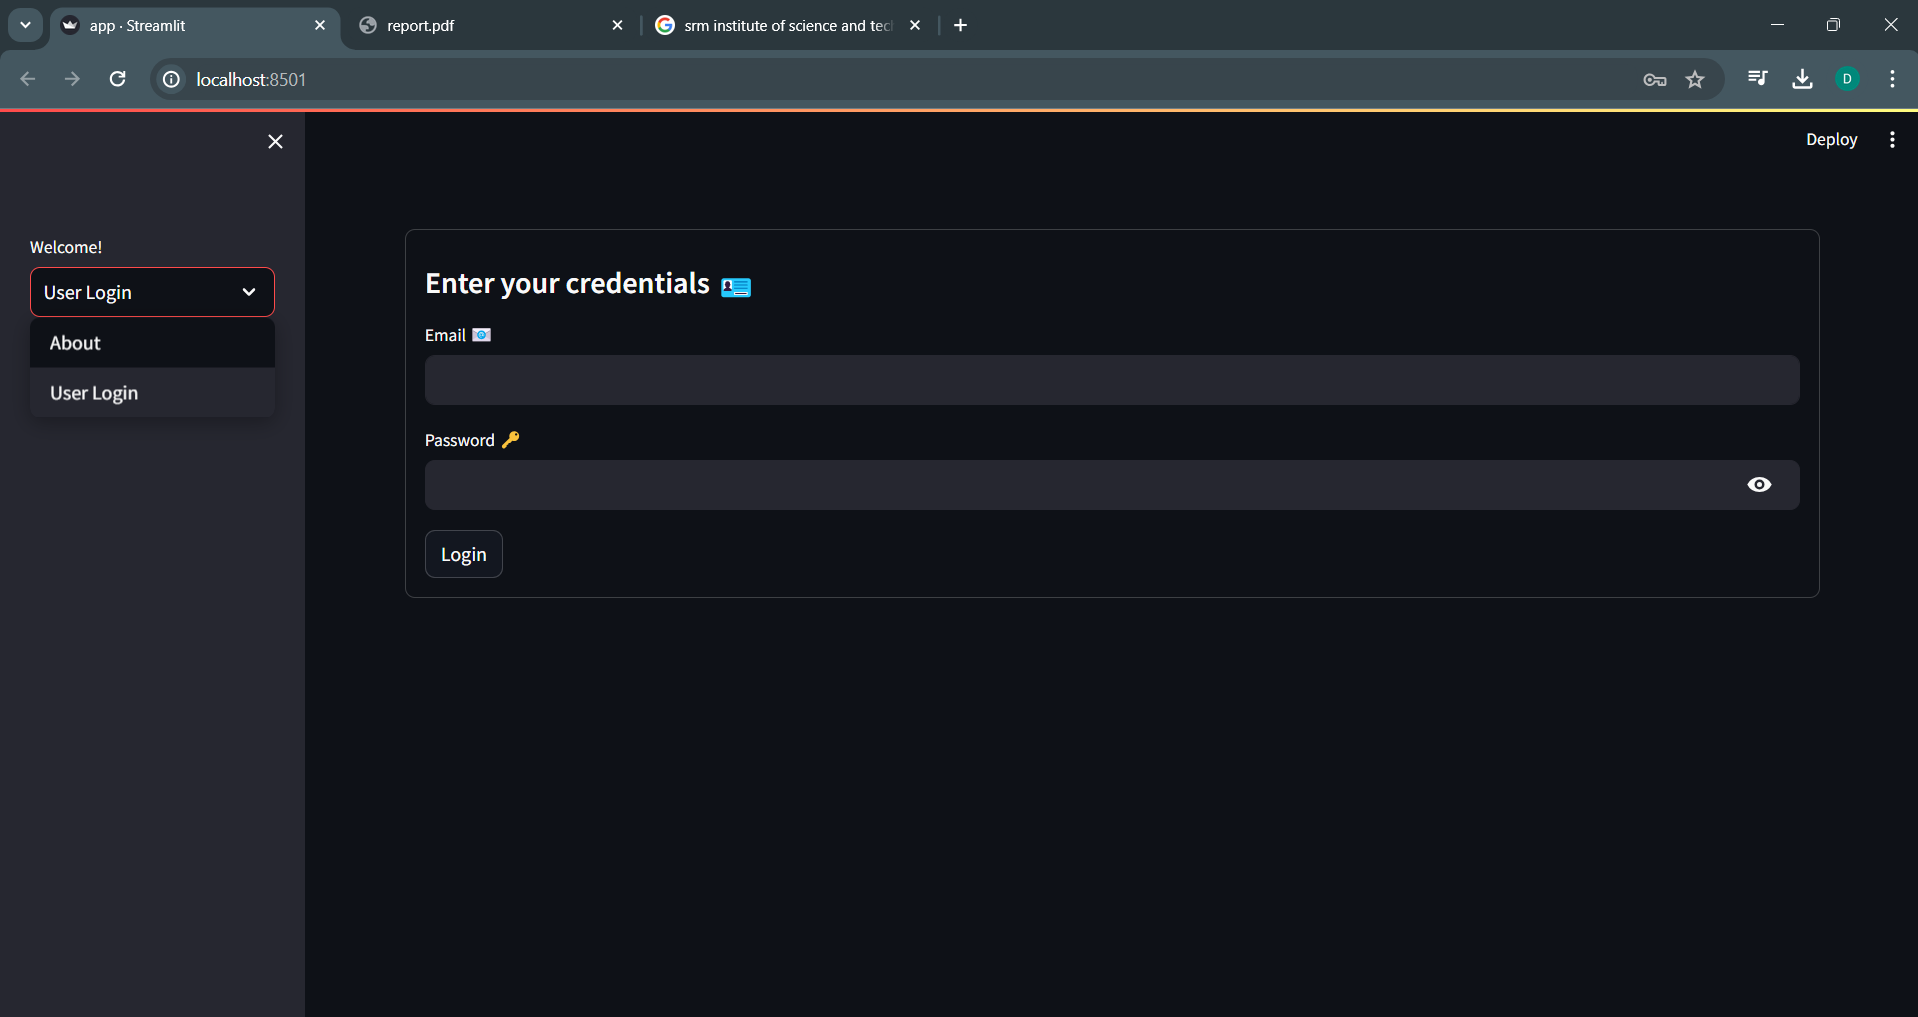 app · Streamlit
report.pdf
srm institute of science and tec
localhost:8501
D
Deploy
Welcome!
User Login
About
User Login
Enter your credentials
Email
Password
Login